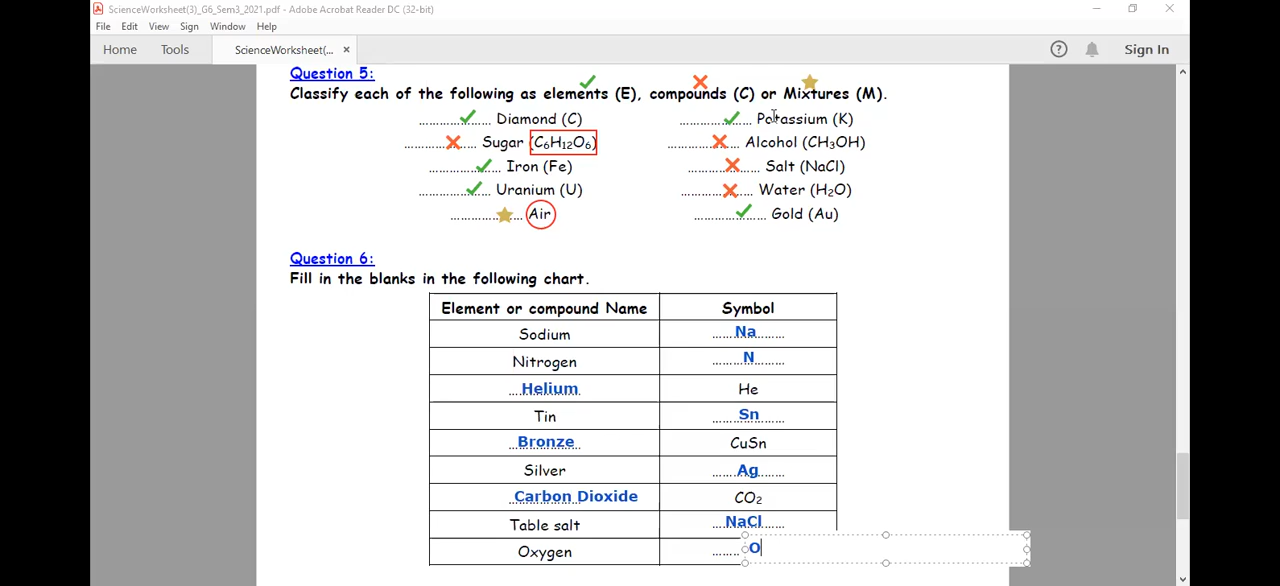 ScienceWorksheet(3)_G6_Sem3_2021.pdf - Adobe Acrobat Reader DC (32-bit)
File Edit View Sign Window Help
Home Tools ScienceWorksheet(... × Sign In
Question 5:
Classify each of the following as elements (E), compounds (C) or Mixtures (M).
.................. Diamond (C) .................. Potassium (K)
.................. Sugar (C₆H₁₂O₆) .................. Alcohol (CH₃OH)
.................. Iron (Fe) .................. Salt (NaCl)
.................. Uranium (U) .................. Water (H₂O)
.................. Air .................. Gold (Au)
Question 6:
Fill in the blanks in the following chart.
Element or compound Name Symbol
Sodium Na
Nitrogen N
Helium He
Tin Sn
Bronze CuSn
Silver Ag
Carbon Dioxide CO₂
Table salt NaCl
Oxygen O